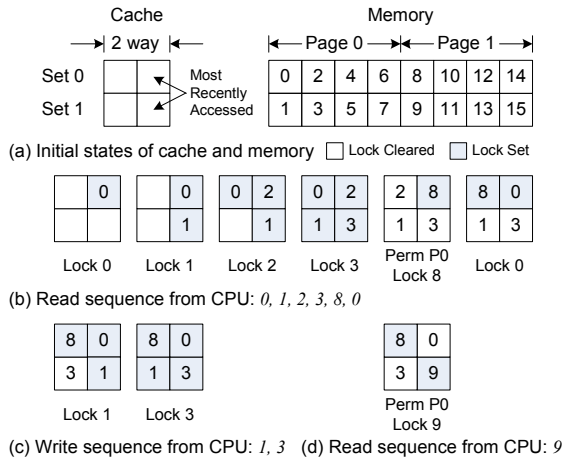 Cache Memory
2 way Page 0 Page 1
Set 0 Most 0 2 4 6 8 10 12 14
Recently
Set 1 Accessed 1 3 5 7 9 11 13 15
(a) Initial states of cache and memory Lock Cleared Lock Set
0 0 0 2 0 2 2 8 8 0
1 1 1 3 1 3 1 3
Lock 0 Lock 1 Lock 2 Lock 3 Perm P0 Lock 0
Lock 8
(b) Read sequence from CPU: 0, 1, 2, 3, 8, 0
8 0 8 0 8 0
3 1 1 3 3 9
Lock 1 Lock 3 Perm P0
Lock 9
(c) Write sequence from CPU: 1, 3 (d) Read sequence from CPU: 9